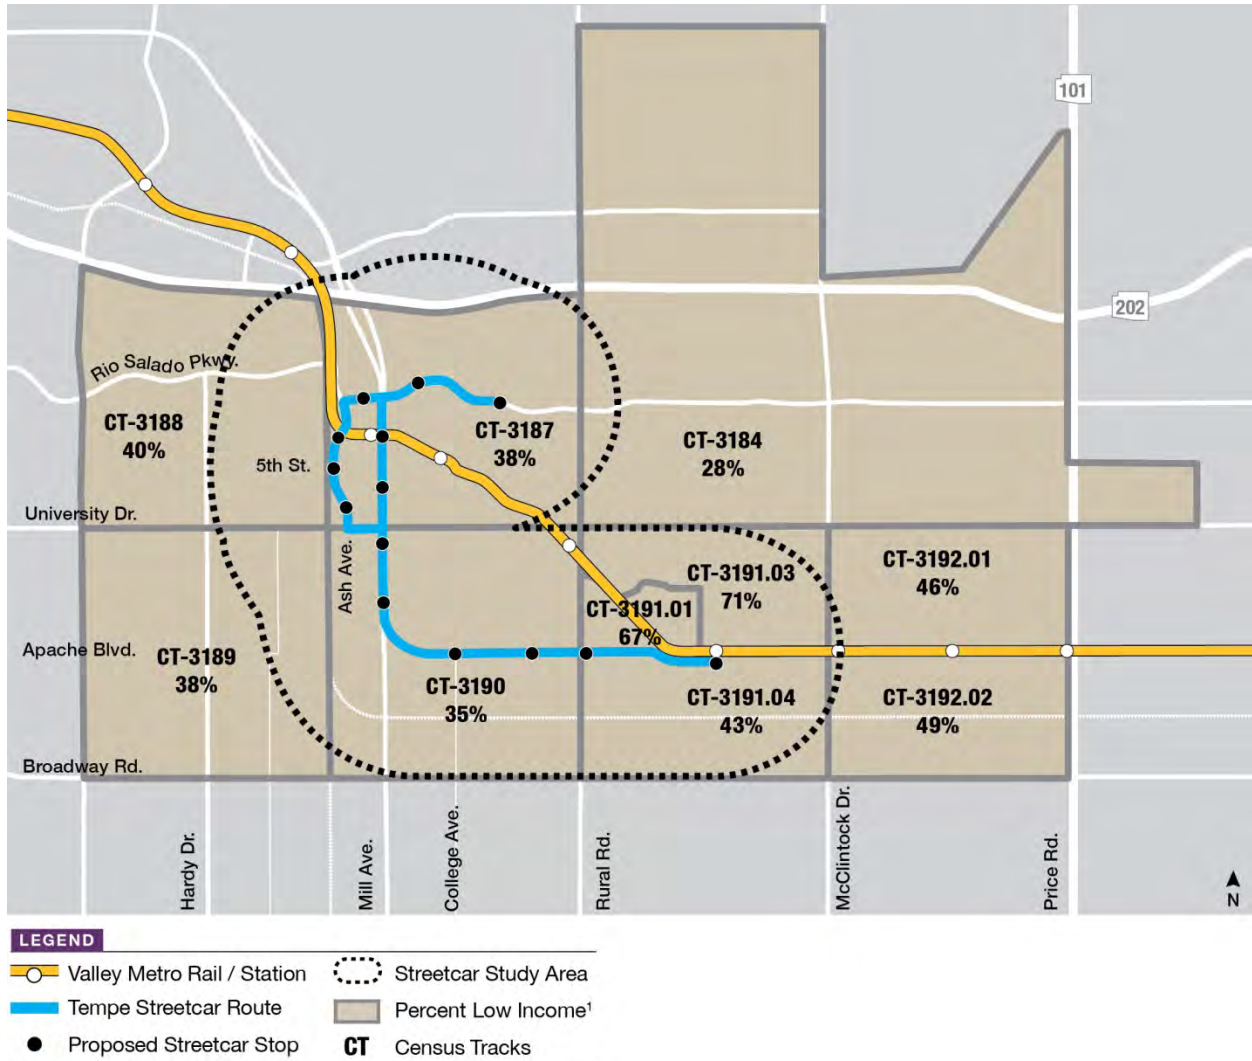 101
202
Rio Salado Pkwy.
CT-3188
40%
CT-3187
38%
CT-3184
28%
5th St.
University Dr.
Ash Ave.
CT-3191.03
71%
CT-3192.01
46%
CT-3191.01
67%
Apache Blvd.
CT-3189
38%
CT-3190
35%
CT-3191.04
43%
CT-3192.02
49%
Broadway Rd.
Hardy Dr.
Mill Ave.
College Ave.
Rural Rd.
McClintock Dr.
Price Rd.
N
LEGEND
Valley Metro Rail / Station
Streetcar Study Area
Tempe Streetcar Route
Percent Low Income¹
Proposed Streetcar Stop
CT Census Tracks